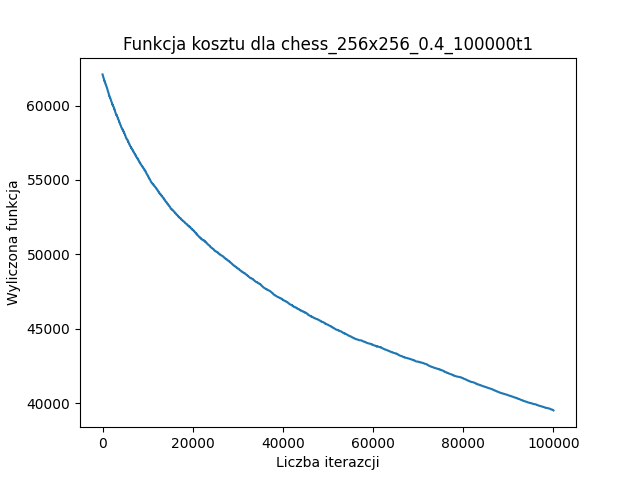 Funkcja kosztu dla chess_256x256_0.4_100000t1
Wyliczona funkcja
60000
55000
50000
45000
40000
0 20000 40000 60000 80000 100000
Liczba iterazcji